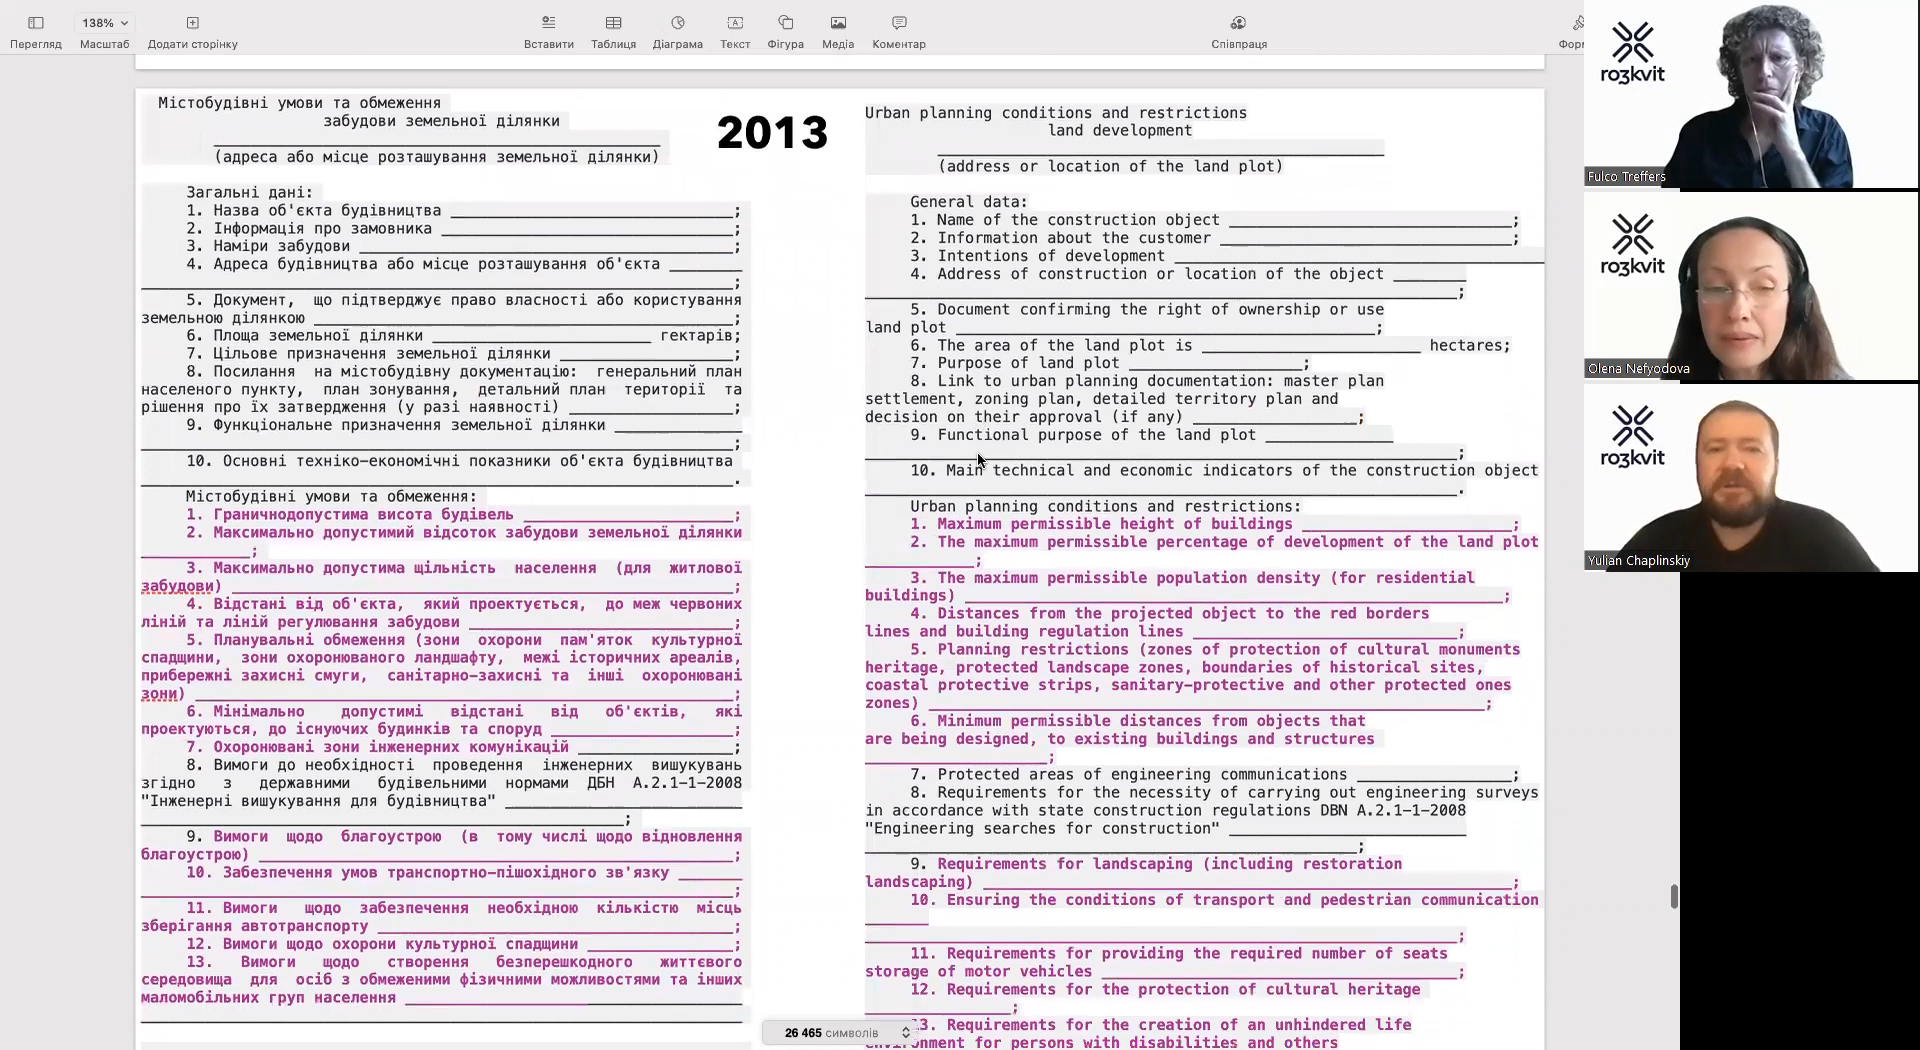 138%
Перегляд
Масштаб
Додати сторінку
Вставити
Таблиця
Діаграма
Текст
Фігура
Медіа
Коментар
Співпраця
Містобудівні умови та обмеження
забудови земельної ділянки
(адреса або місце розташування земельної ділянки)
Загальні дані:
1. Назва об'єкта будівництва ;
2. Інформація про замовника ;
3. Наміри забудови ;
4. Адреса будівництва або місце розташування об'єкта
;
5. Документ, що підтверджує право власності або користування
земельною ділянкою ;
6. Площа земельної ділянки гектарів;
7. Цільове призначення земельної ділянки ;
8. Посилання на містобудівну документацію: генеральний план
населеного пункту, план зонування, детальний план території та
рішення про їх затвердження (у разі наявності) ;
9. Функціональне призначення земельної ділянки
;
10. Основні техніко-економічні показники об'єкта будівництва
.
Містобудівні умови та обмеження:
1. Граничнодопустима висота будівель ;
2. Максимально допустимий відсоток забудови земельної ділянки
;
3. Максимально допустима щільність населення (для житлової
забудови) ;
4. Відстані від об'єкта, який проектується, до меж червоних
ліній та ліній регулювання забудови ;
5. Планувальні обмеження (зони охорони пам'яток культурної
спадщини, зони охоронюваного ландшафту, межі історичних ареалів,
прибережні захисні смуги, санітарно-захисні та інші охоронювані
зони) ;
6. Мінімально допустимі відстані від об'єктів, які
проектуються, до існуючих будинків та споруд ;
7. Охоронювані зони інженерних комунікацій ;
8. Вимоги до необхідності проведення інженерних вишукувань
згідно з державними будівельними нормами ДБН А.2.1-1-2008
"Інженерні вишукування для будівництва"
;
9. Вимоги щодо благоустрою (в тому числі щодо відновлення
благоустрою) ;
10. Забезпечення умов транспортно-пішохідного зв'язку
;
11. Вимоги щодо забезпечення необхідною кількістю місць
зберігання автотранспорту ;
12. Вимоги щодо охорони культурної спадщини ;
13. Вимоги щодо створення безперешкодного життєвого
середовища для осіб з обмеженими фізичними можливостями та інших
маломобільних груп населення
2013
Urban planning conditions and restrictions
land development
(address or location of the land plot)
General data:
1. Name of the construction object ;
2. Information about the customer ;
3. Intentions of development
4. Address of construction or location of the object
;
5. Document confirming the right of ownership or use
land plot ;
6. The area of the land plot is hectares;
7. Purpose of land plot ;
8. Link to urban planning documentation: master plan
settlement, zoning plan, detailed territory plan and
decision on their approval (if any) ;
9. Functional purpose of the land plot
;
10. Main technical and economic indicators of the construction object
.
Urban planning conditions and restrictions:
1. Maximum permissible height of buildings ;
2. The maximum permissible percentage of development of the land plot
;
3. The maximum permissible population density (for residential
buildings) ;
4. Distances from the projected object to the red borders
lines and building regulation lines ;
5. Planning restrictions (zones of protection of cultural monuments
heritage, protected landscape zones, boundaries of historical sites,
coastal protective strips, sanitary-protective and other protected ones
zones) ;
6. Minimum permissible distances from objects that
are being designed, to existing buildings and structures
;
7. Protected areas of engineering communications ;
8. Requirements for the necessity of carrying out engineering surveys
in accordance with state construction regulations DBN A.2.1-1-2008
"Engineering searches for construction"
;
9. Requirements for landscaping (including restoration
landscaping) ;
10. Ensuring the conditions of transport and pedestrian communication
;
11. Requirements for providing the required number of seats
storage of motor vehicles ;
12. Requirements for the protection of cultural heritage
;
13. Requirements for the creation of an unhindered life
environment for persons with disabilities and others
26 465 символів
ro3kvit
Fulco Treffers
ro3kvit
Olena Nefyodova
ro3kvit
Yulian Chaplinskiy